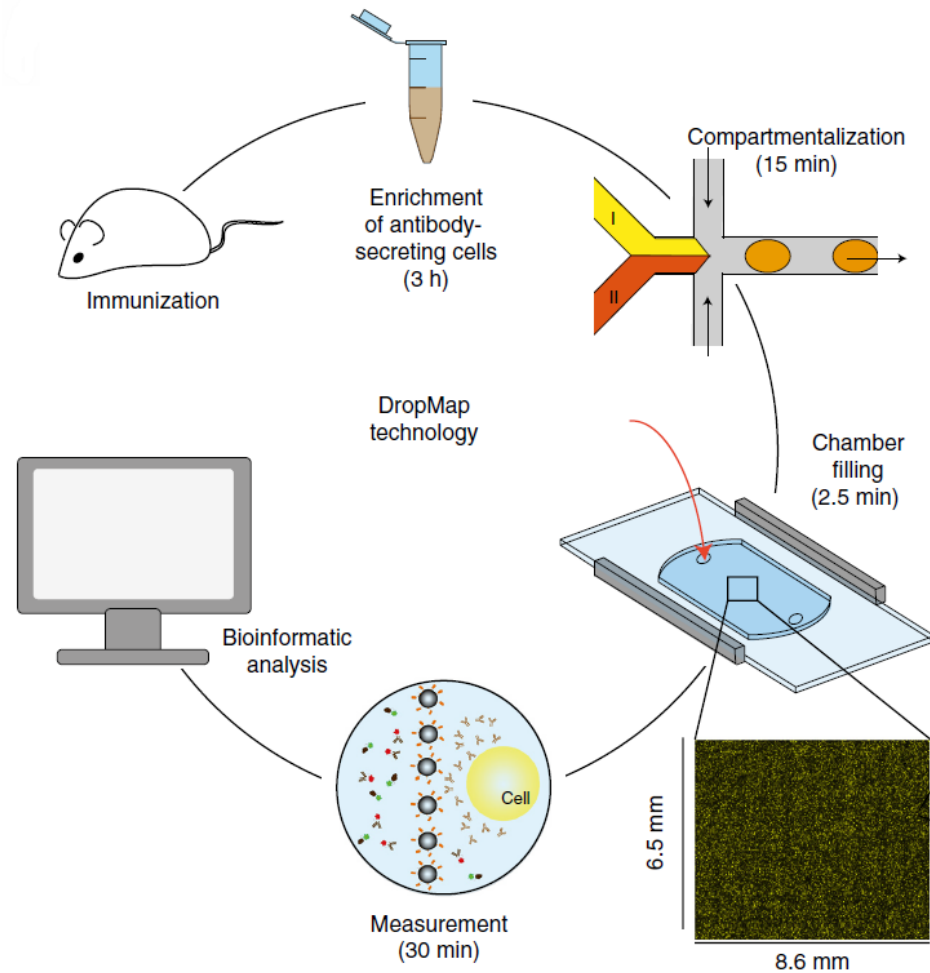 Compartmentalization
(15 min)
Enrichment
of antibody-
secreting cells
(3 h)
I
II
Immunization
DropMap
technology
Chamber
filling
(2.5 min)
Bioinformatic
analysis
Cell
Measurement
(30 min)
6.5 mm
8.6 mm